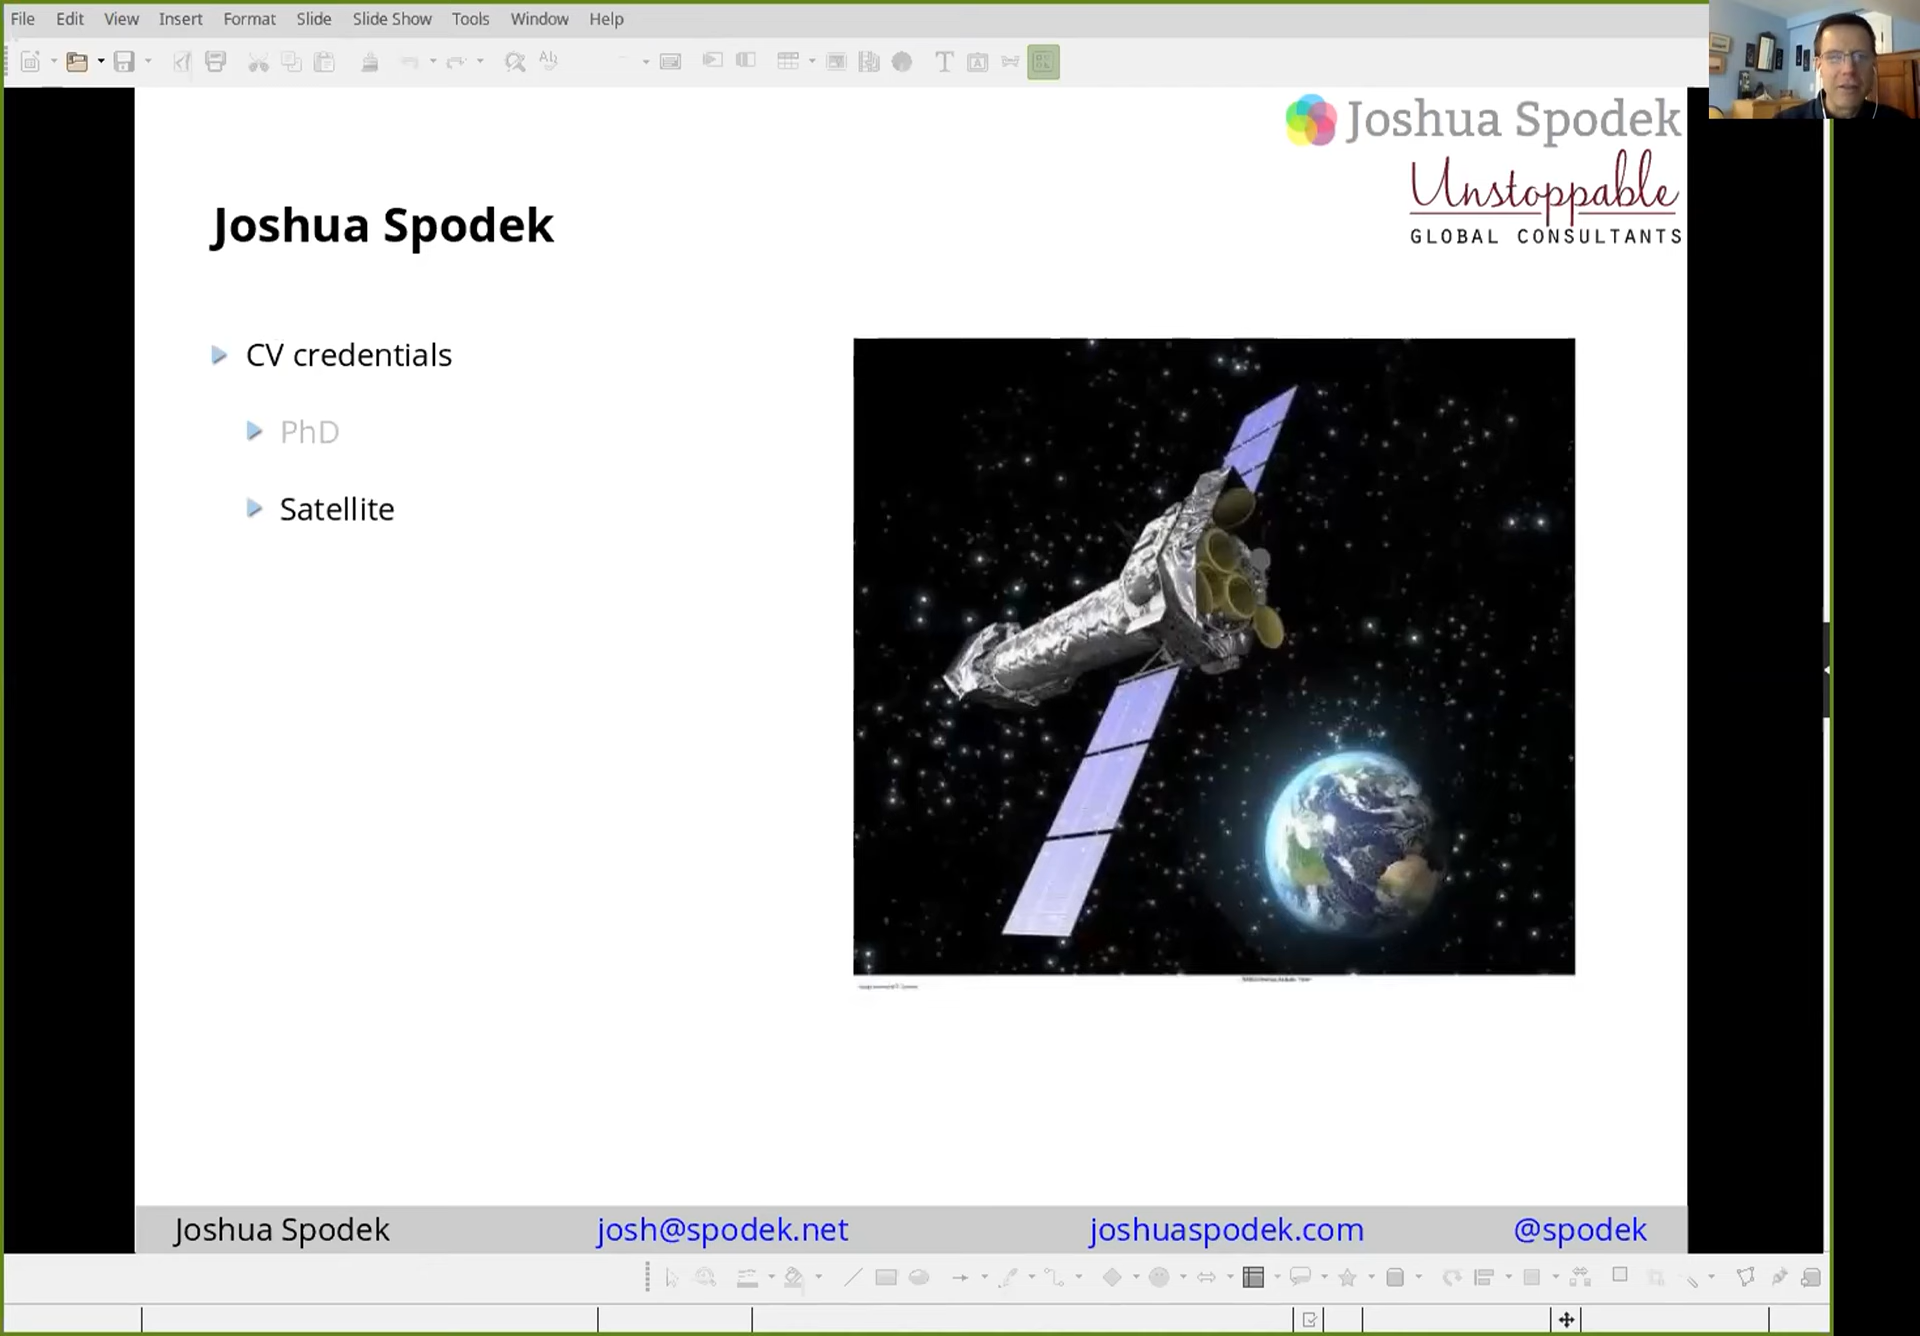 File Edit View Insert Format Slide Slide Show Tools Window Help
Joshua Spodek
Unstoppable
GLOBAL CONSULTANTS
Joshua Spodek
CV credentials
PhD
Satellite
Joshua Spodek josh@spodek.net joshuaspodek.com @spodek